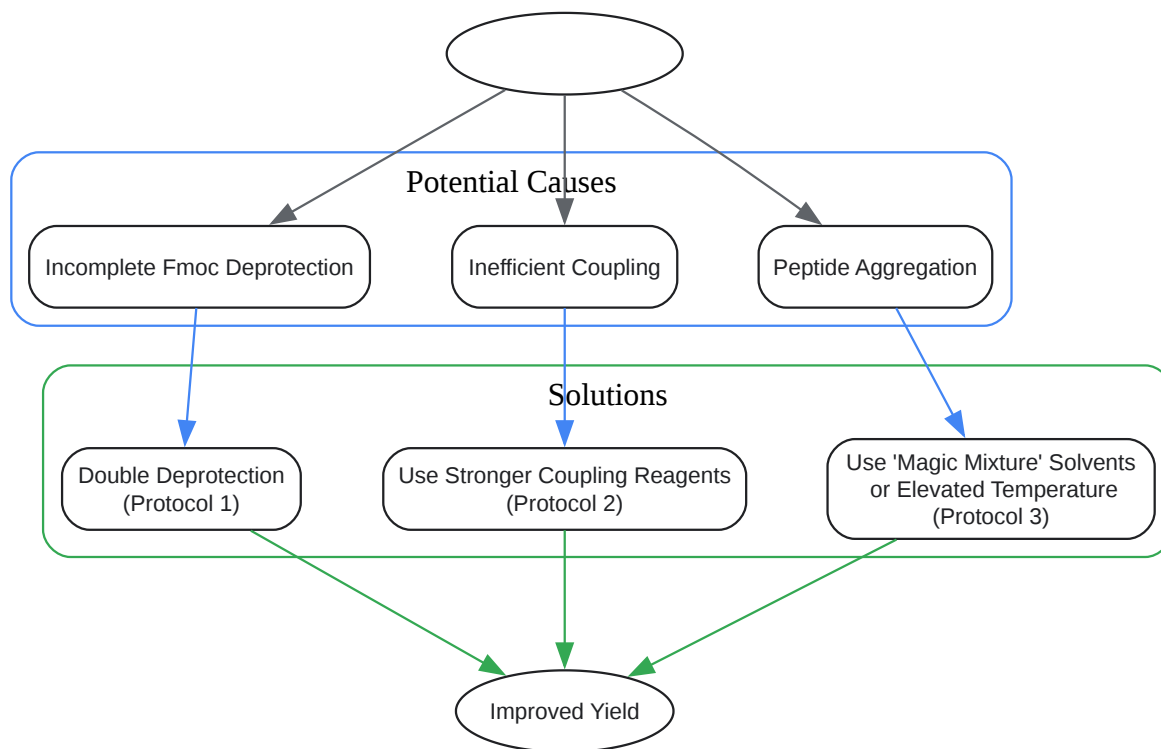 Potential Causes
Incomplete Fmoc Deprotection
Inefficient Coupling
Peptide Aggregation
Solutions
Double Deprotection
(Protocol 1)
Use Stronger Coupling Reagents
(Protocol 2)
Use 'Magic Mixture' Solvents
or Elevated Temperature
(Protocol 3)
Improved Yield